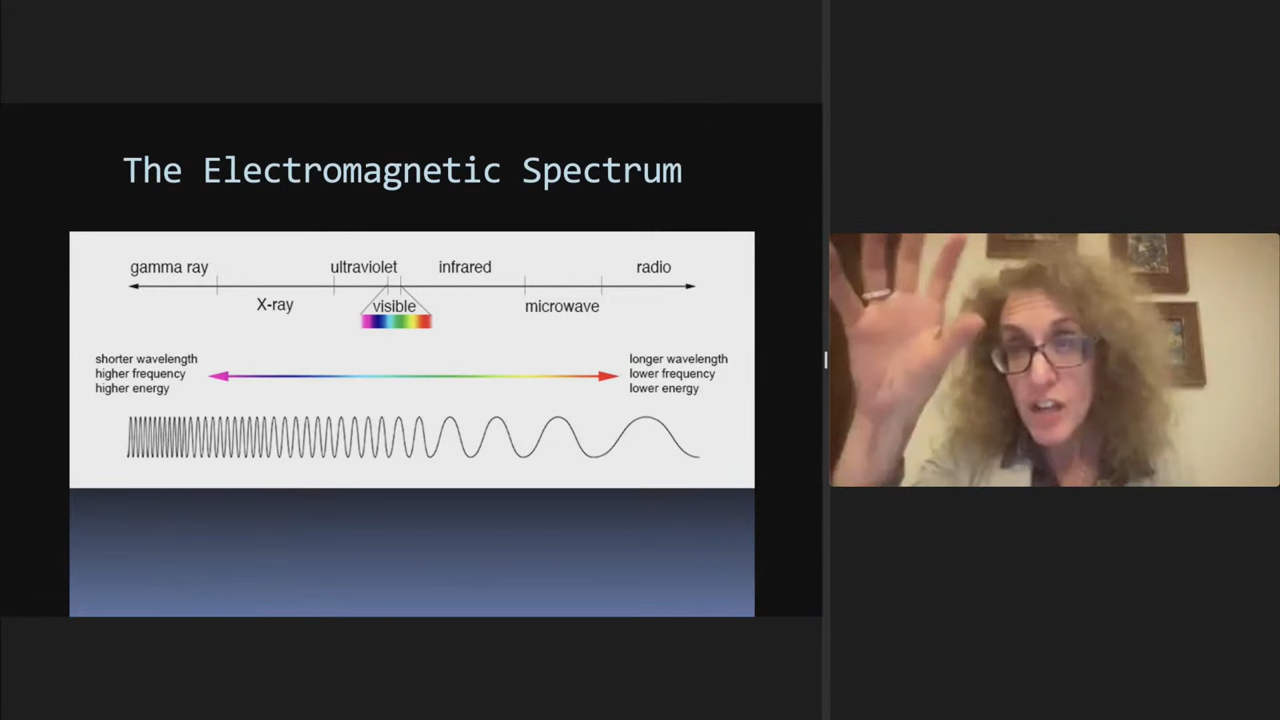 The Electromagnetic Spectrum
gamma ray
ultraviolet
infrared
radio
X-ray
visible
microwave
shorter wavelength
higher frequency
higher energy
longer wavelength
lower frequency
lower energy